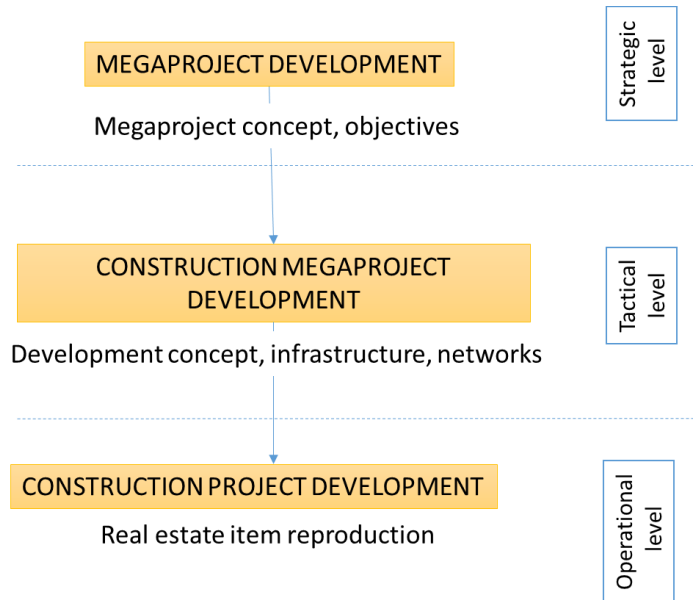 MEGAPROJECT DEVELOPMENT
Strategic
level
Megaproject concept, objectives
CONSTRUCTION MEGAPROJECT
DEVELOPMENT
Tactical
level
Development concept, infrastructure, networks
CONSTRUCTION PROJECT DEVELOPMENT
Operational
level
Real estate item reproduction